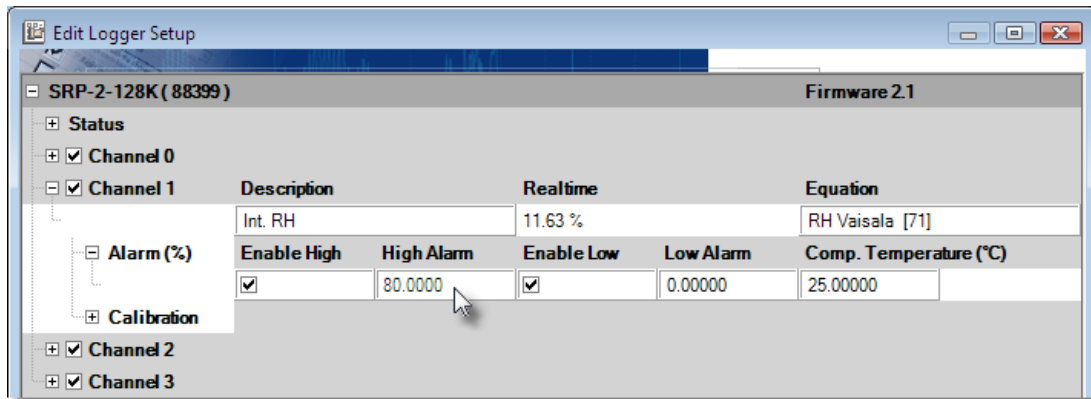 Edit Logger Setup
SRP-2-128K ( 88399 ) Firmware 2.1
Status
Channel 0
Channel 1 Description Realtime Equation
Int. RH 11.63 % RH Vaisala [71]
Alarm (%) Enable High High Alarm Enable Low Low Alarm Comp. Temperature (°C)
80.0000 0.00000 25.00000
Calibration
Channel 2
Channel 3